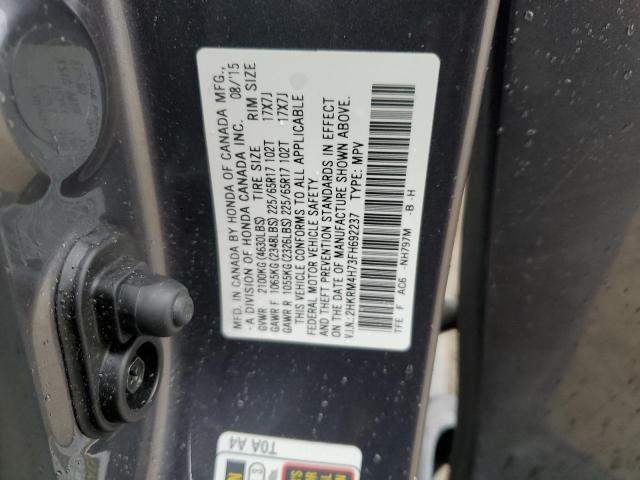 MFD. IN CANADA BY HONDA OF CANADA MFG.,
-A DIVISION OF HONDA CANADA INC. 08/'15
GVWR 2100KG(4630LBS) TIRE SIZE RIM SIZE
GAWR F 1065KG(2348LBS) 225/65R17 102T 17X7J
GAWR R 1055KG(2326LBS) 225/65R17 102T 17X7J
THIS VEHICLE CONFORMS TO ALL APPLICABLE
FEDERAL MOTOR VEHICLE SAFETY
AND THEFT PREVENTION STANDARDS IN EFFECT
ON THE DATE OF MANUFACTURE SHOWN ABOVE.
V.I.N.: 2HKRM4H73FH692237 TYPE: MPV
TFE F AC6 -NH797M -B -H
T0A A4